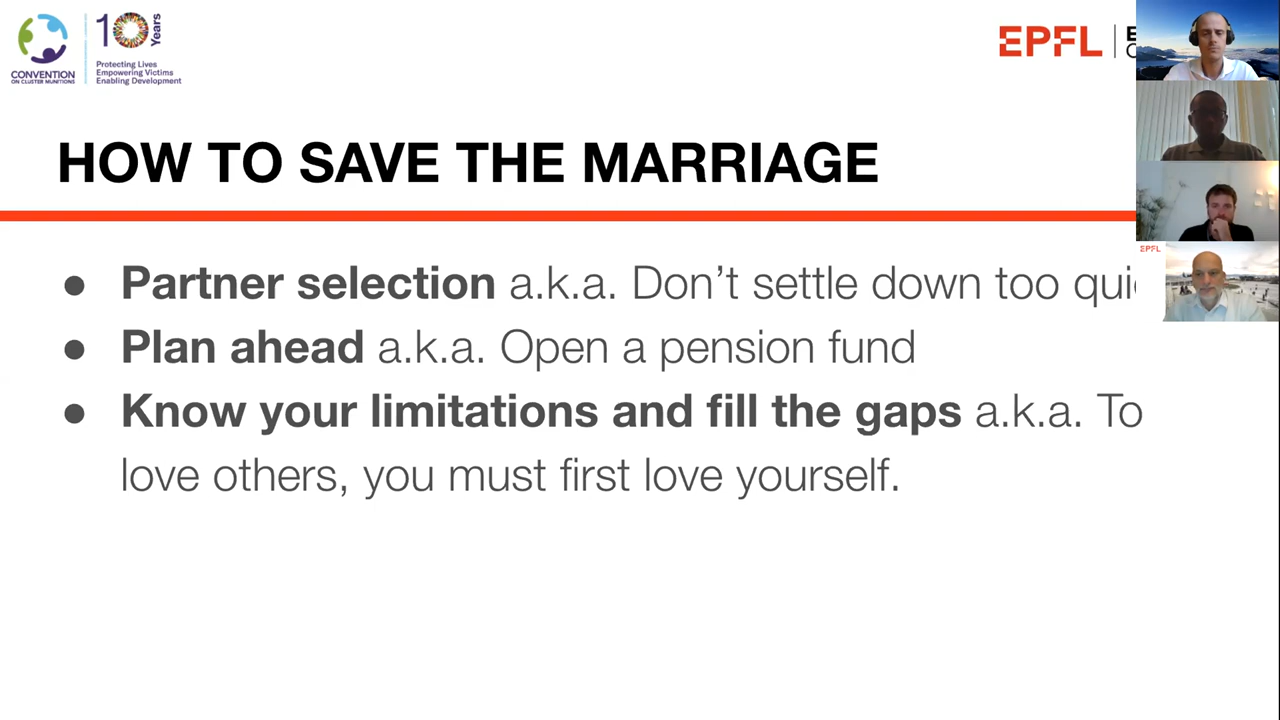 CONVENTION
ON CLUSTER MUNITIONS
10 Years
Protecting Lives
Empowering Victims
Enabling Development
EPFL
HOW TO SAVE THE MARRIAGE
● Partner selection a.k.a. Don’t settle down too
● Plan ahead a.k.a. Open a pension fund
● Know your limitations and fill the gaps a.k.a. To
love others, you must first love yourself.
EPFL